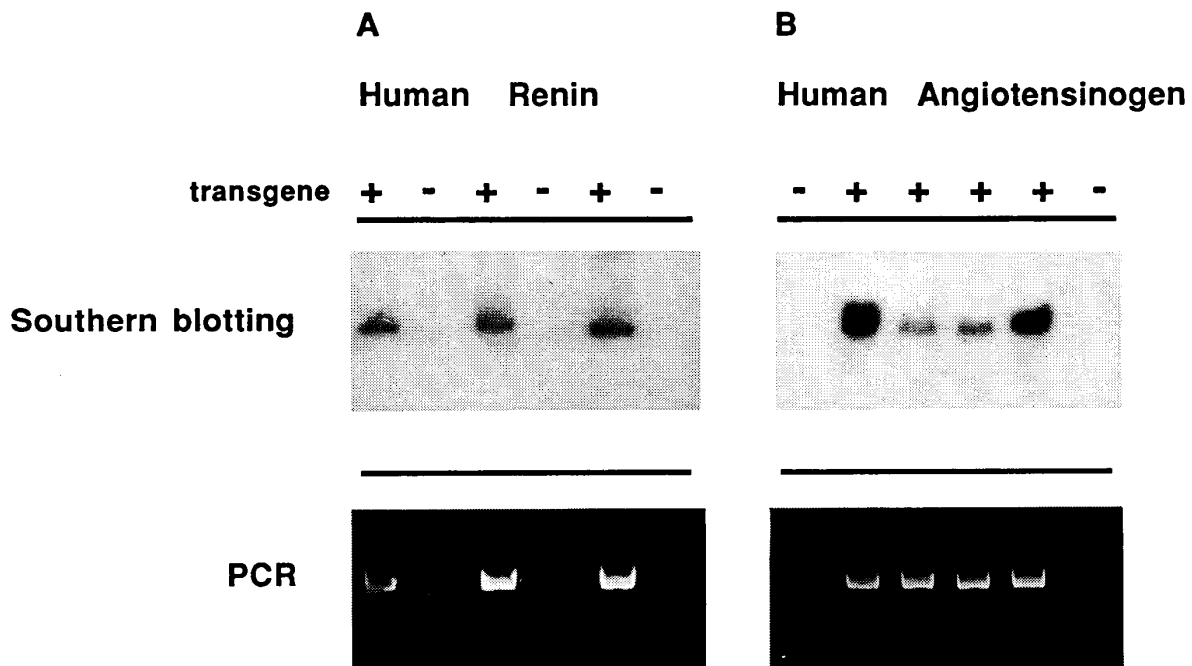 A
B
Human Renin
Human Angiotensinogen
transgene + - + - + -
- + + + + -
Southern blotting
PCR